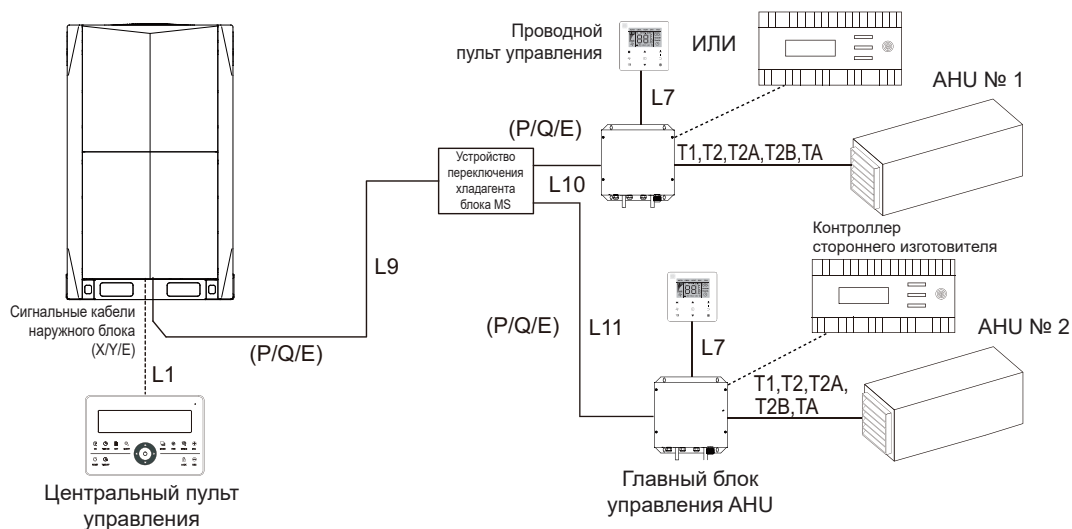 Проводной
пульт управления
ИЛИ
AHU № 1
L7
(P/Q/E)
T1,T2,T2A,T2B,TA
Устройство
переключения
хладагента
блока MS
L10
Контроллер
стороннего изготовителя
L9
Сигнальные кабели
наружного блока
(X/Y/E)
(P/Q/E)
(P/Q/E)
L11
L7
AHU № 2
L1
T1,T2,T2A,
T2B,TA
Центральный пульт
управления
Главный блок
управления AHU